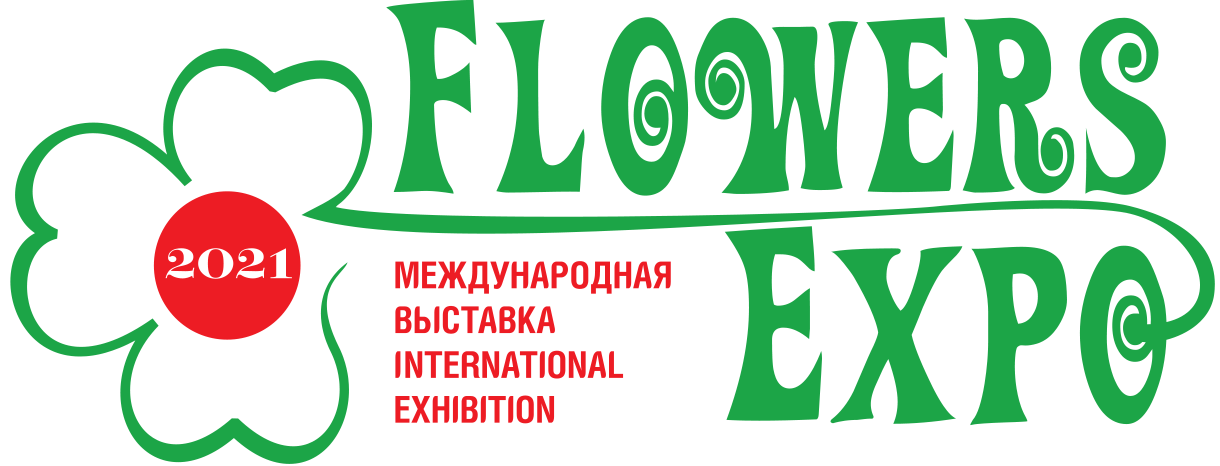 FLOWERS
EXPO
2021
МЕЖДУНАРОДНАЯ
ВЫСТАВКА
INTERNATIONAL
EXHIBITION